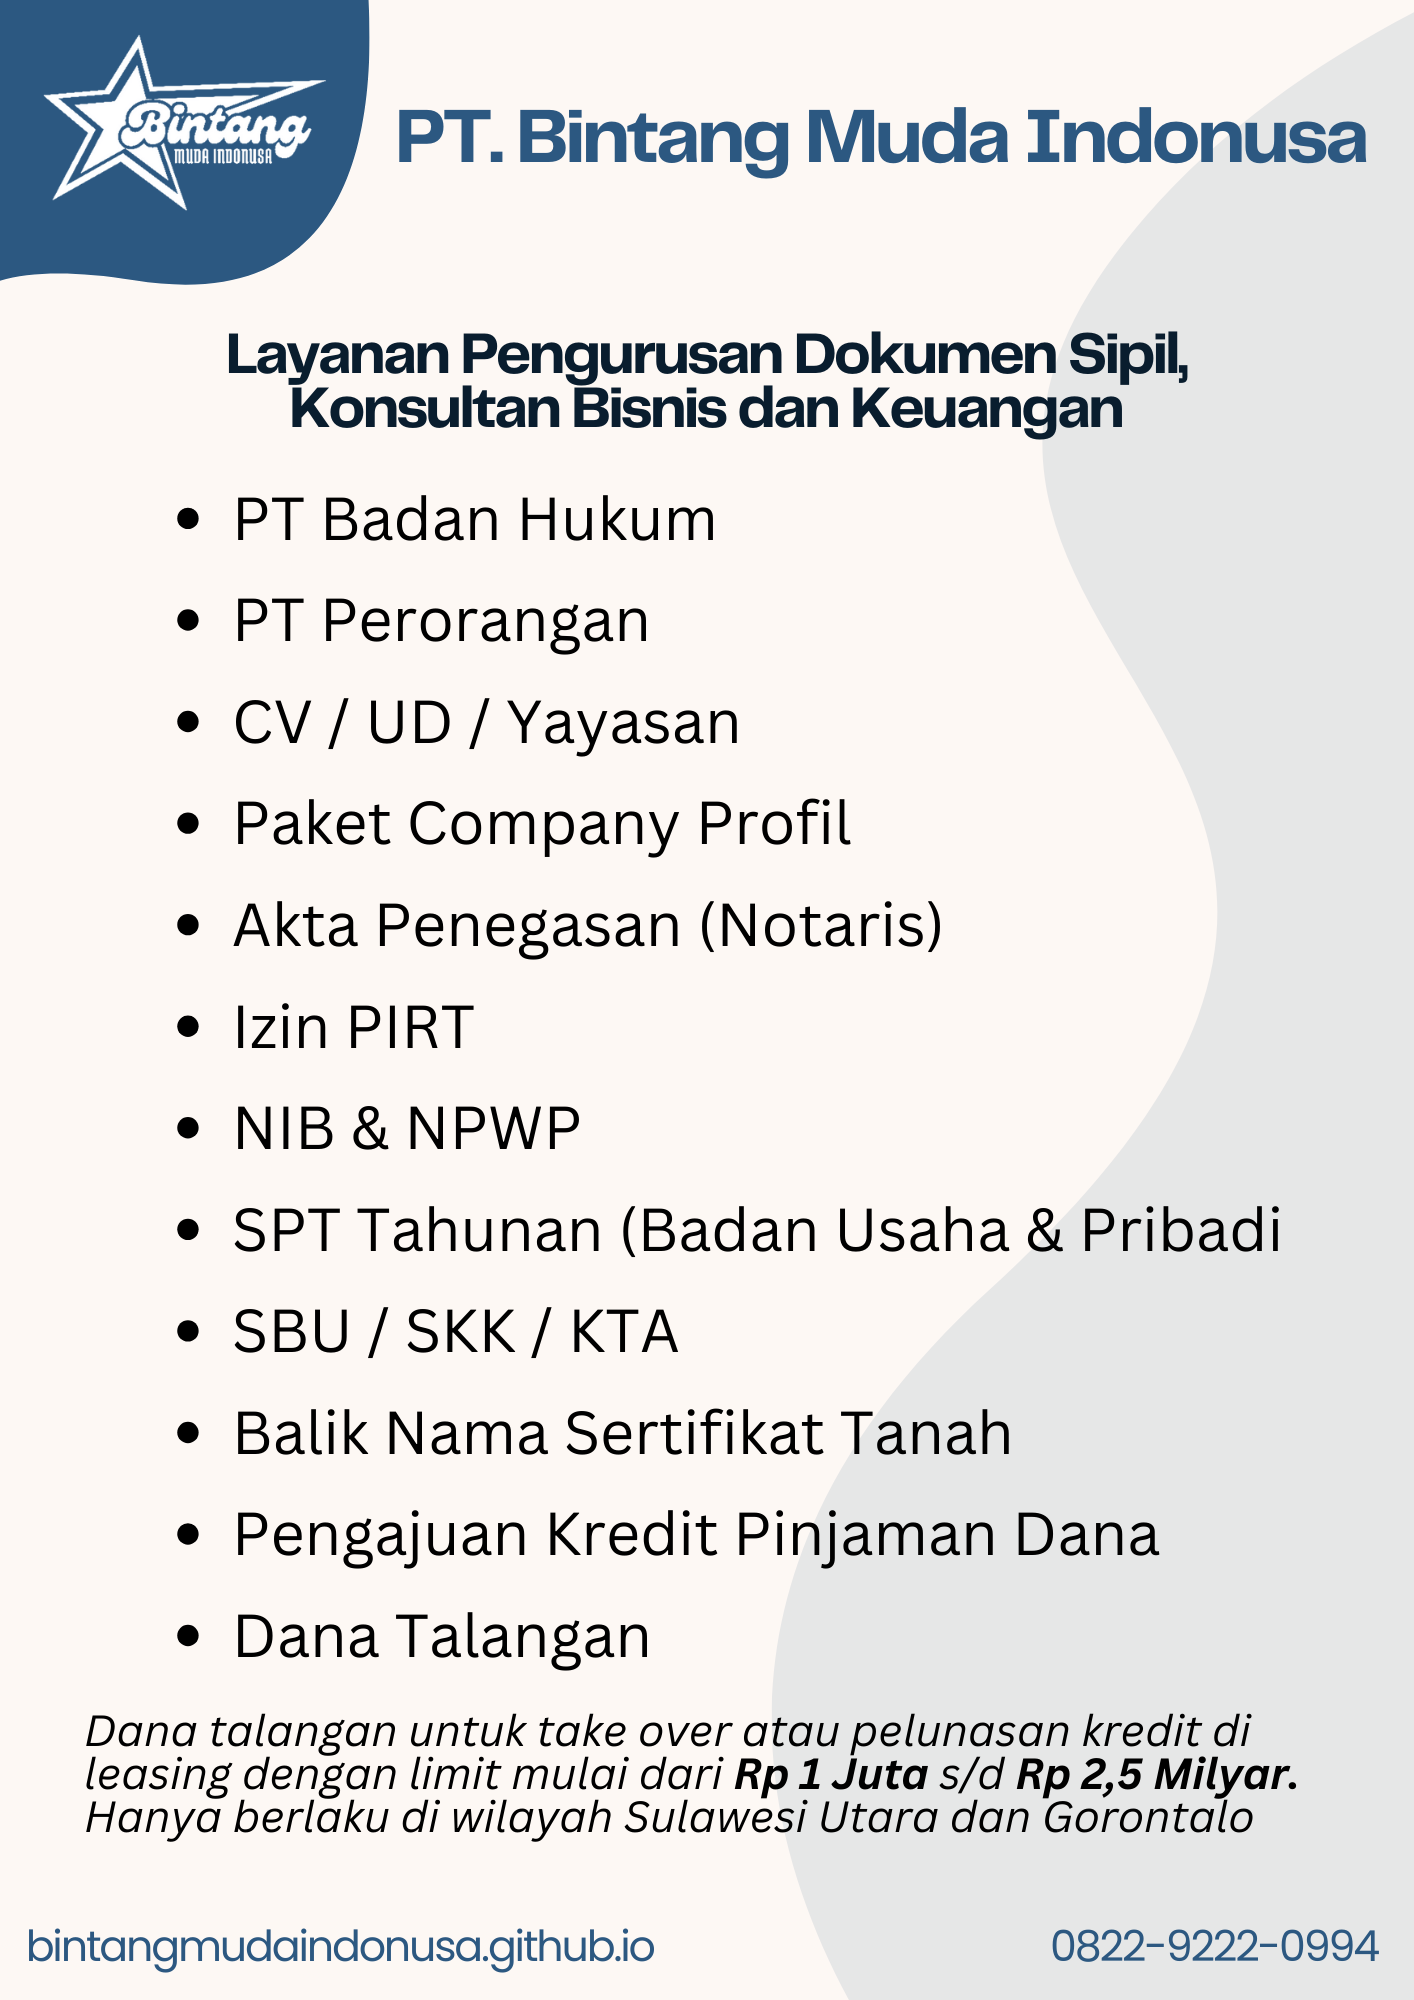 Bintang
MUDA INDONUSA
PT. Bintang Muda Indonusa
Layanan Pengurusan Dokumen Sipil,
Konsultan Bisnis dan Keuangan
• PT Badan Hukum
• PT Perorangan
• CV / UD / Yayasan
• Paket Company Profil
• Akta Penegasan (Notaris)
• Izin PIRT
• NIB & NPWP
• SPT Tahunan (Badan Usaha & Pribadi
• SBU / SKK / KTA
• Balik Nama Sertifikat Tanah
• Pengajuan Kredit Pinjaman Dana
• Dana Talangan
Dana talangan untuk take over atau pelunasan kredit di
leasing dengan limit mulai dari Rp 1 Juta s/d Rp 2,5 Milyar.
Hanya berlaku di wilayah Sulawesi Utara dan Gorontalo
bintangmudaindonusa.github.io
0822-9222-0994